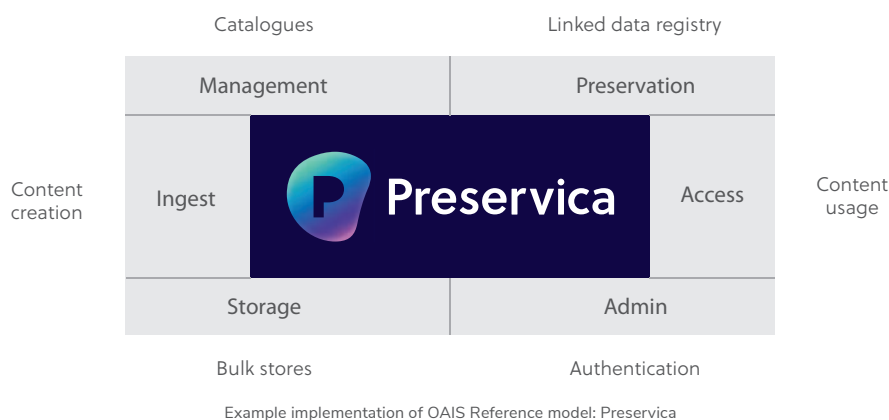 Catalogues
Linked data registry
Management
Preservation
Content
creation
Ingest
P Preservica
Access
Content
usage
Storage
Admin
Bulk stores
Authentication
Example implementation of OAIS Reference model: Preservica